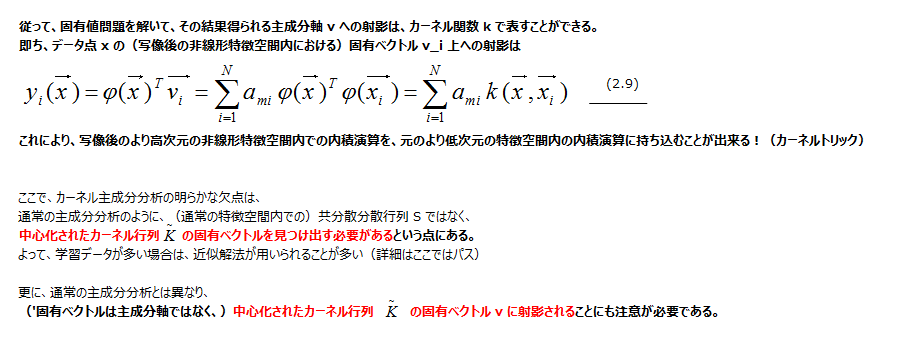 従って、固有値問題を解いて、その結果得られる主成分軸 v への射影は、カーネル関数 k で表すことができる。
即ち、データ点 x の(写像後の非線形特徴空間内における)固有ベクトル v_i 上への射影は
$y_i(\vec{x}) = \varphi(\vec{x})^T \vec{v_i} = \sum_{i=1}^{N} a_{mi} \varphi(\vec{x})^T \varphi(\vec{x_i}) = \sum_{i=1}^{N} a_{mi} k(\vec{x}, \vec{x_i})$ (2.9)
これにより、写像後のより高次元の非線形特徴空間内での内積演算を、元のより低次元の特徴空間内の内積演算に持ち込むことが出来る!(カーネルトリック)
ここで、カーネル主成分分析の明らかな欠点は、
通常の主成分分析のように、(通常の特徴空間内での)共分散分散行列 S ではなく、
中心化されたカーネル行列 $\tilde{K}$ の固有ベクトルを見つけ出す必要があるという点にある。
よって、学習データが多い場合は、近似解法が用いられることが多い(詳細はここではパス)
更に、通常の主成分分析とは異なり、
('固有ベクトルは主成分軸ではなく、)中心化されたカーネル行列 $\tilde{K}$ の固有ベクトル v に射影されることにも注意が必要である。